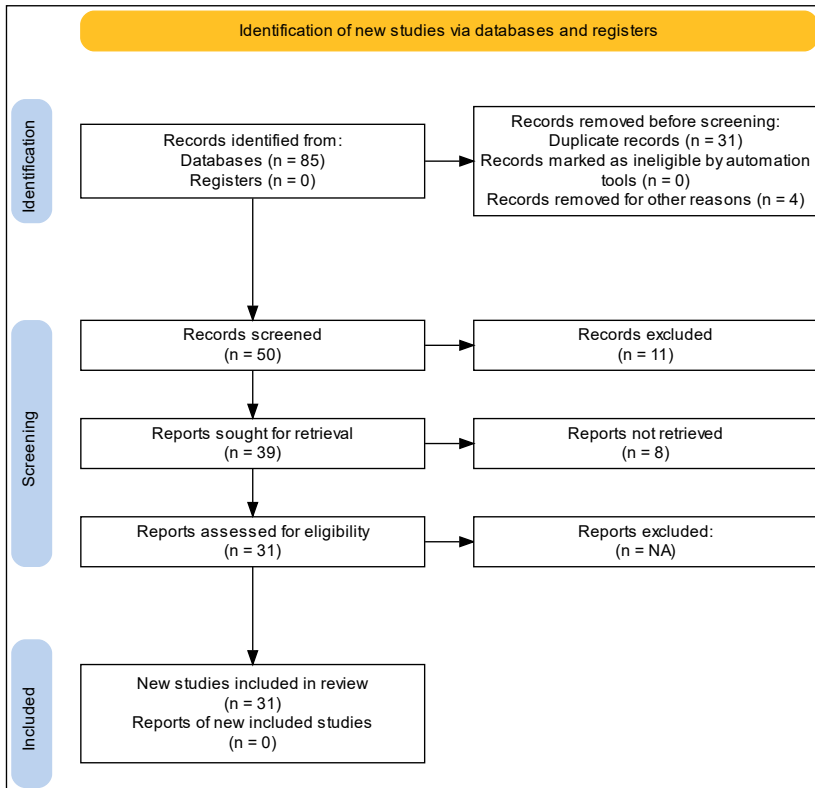 Identification of new studies via databases and registers
Identification
Records identified from:
Databases (n = 85)
Registers (n = 0)
Records removed before screening:
Duplicate records (n = 31)
Records marked as ineligible by automation
tools (n = 0)
Records removed for other reasons (n = 4)
Screening
Records screened
(n = 50)
Records excluded
(n = 11)
Reports sought for retrieval
(n = 39)
Reports not retrieved
(n = 8)
Reports assessed for eligibility
(n = 31)
Reports excluded:
(n = NA)
Included
New studies included in review
(n = 31)
Reports of new included studies
(n = 0)